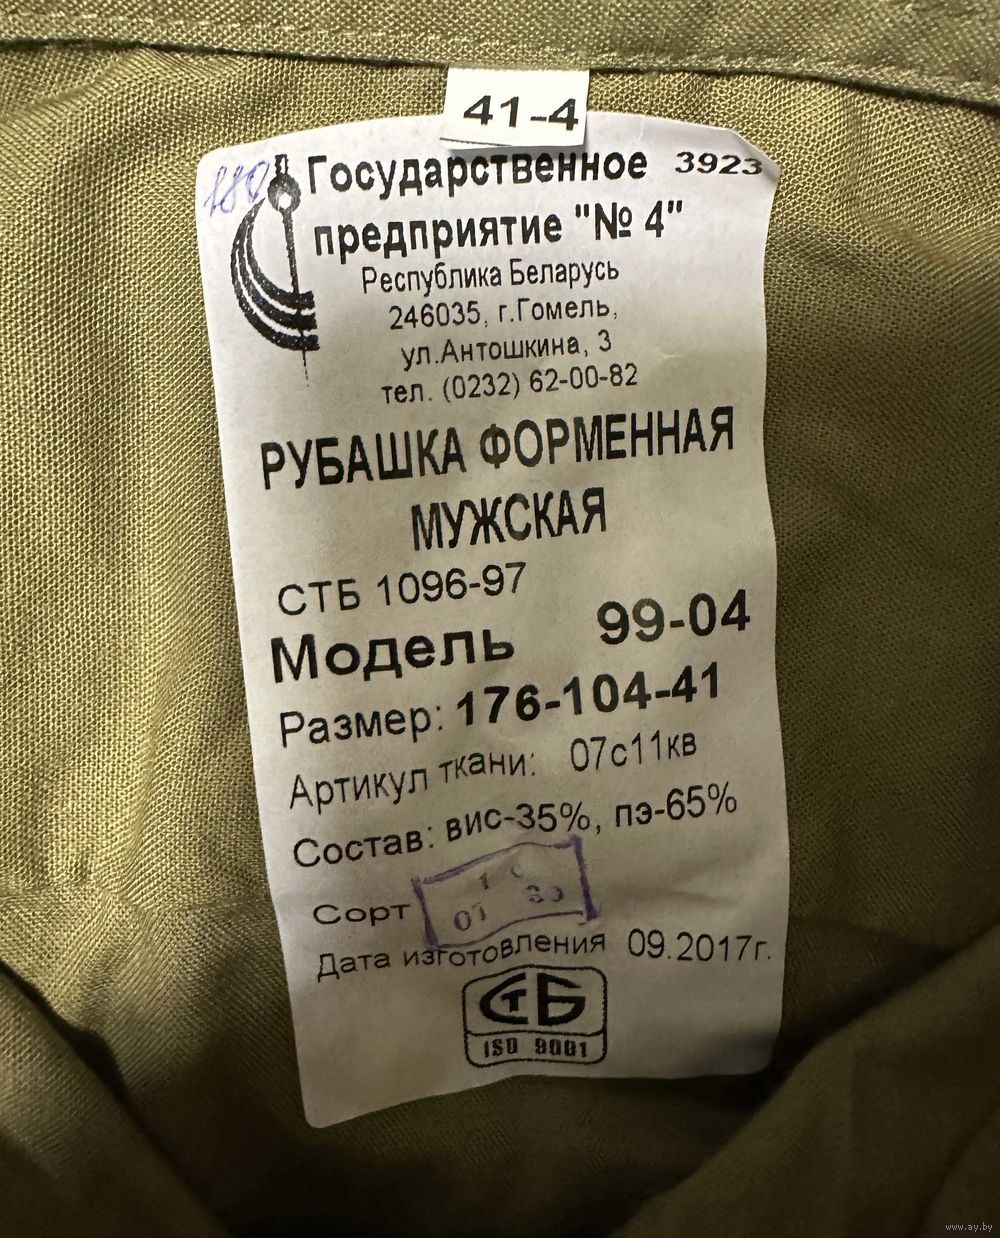 41-4
180
Государственное 3923
предприятие "№ 4"
Республика Беларусь
246035, г.Гомель,
ул.Антошкина, 3
тел. (0232) 62-00-82
РУБАШКА ФОРМЕННАЯ
МУЖСКАЯ
СТБ 1096-97
Модель 99-04
Размер: 176-104-41
Артикул ткани: 07с11кв
Состав: вис-35%, пэ-65%
Сорт
Дата изготовления 09.2017г.
СТБ
ISO 9001
www.ay.by